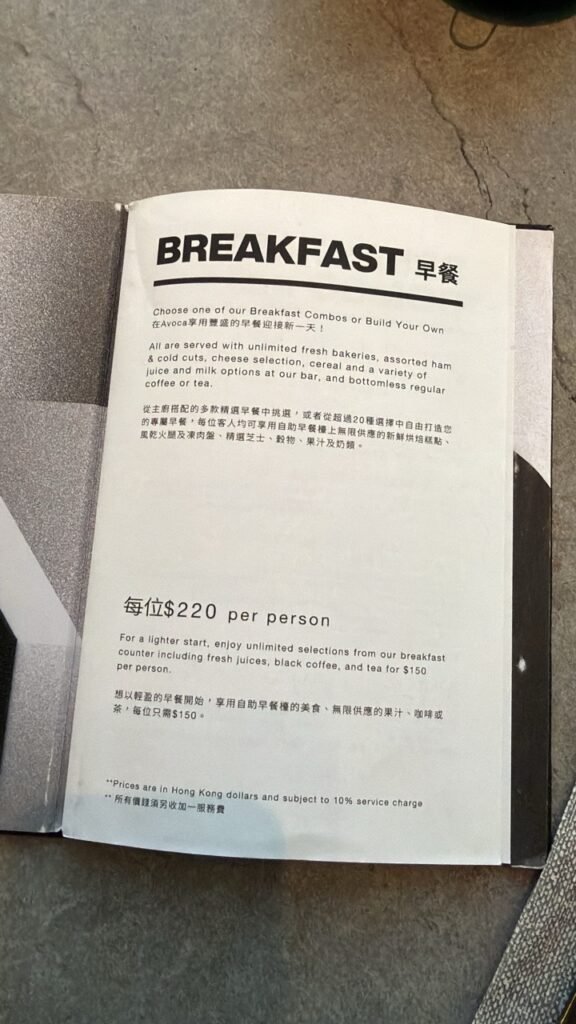 BREAKFAST 早餐
Choose one of our Breakfast Combos or Build Your Own
在Avoca享用豐盛的早餐迎接新一天！
All are served with unlimited fresh bakeries, assorted ham
& cold cuts, cheese selection, cereal and a variety of
juice and milk options at our bar, and bottomless regular
coffee or tea.
從主廚搭配的多款精選早餐中挑選，或者從超過20種選擇中自由打造您
的專屬早餐，每位客人均可享用自助早餐檯上無限供應的新鮮烘焙糕點、
風乾火腿及凍肉盤、精選芝士、穀物、果汁及奶類。
每位$220 per person
For a lighter start, enjoy unlimited selections from our breakfast
counter including fresh juices, black coffee, and tea for $150
per person.
想以輕盈的早餐開始，享用自助早餐檯的美食、無限供應的果汁、咖啡或
茶，每位只需$150。
**Prices are in Hong Kong dollars and subject to 10% service charge
** 所有價錢須另收加一服務費